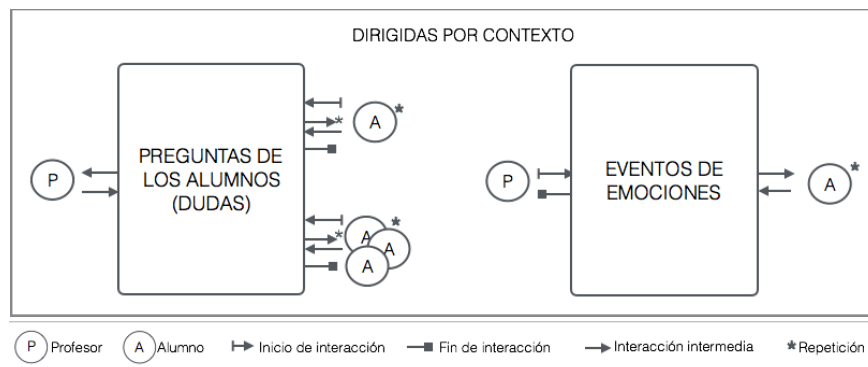 DIRIGIDAS POR CONTEXTO
PREGUNTAS DE
LOS ALUMNOS
(DUDAS)
P
A
*
*
A
A
A
*
*
EVENTOS DE
EMOCIONES
P
A
*
P Profesor
A Alumno
Inicio de interacción
Fin de interacción
Interacción intermedia
* Repetición